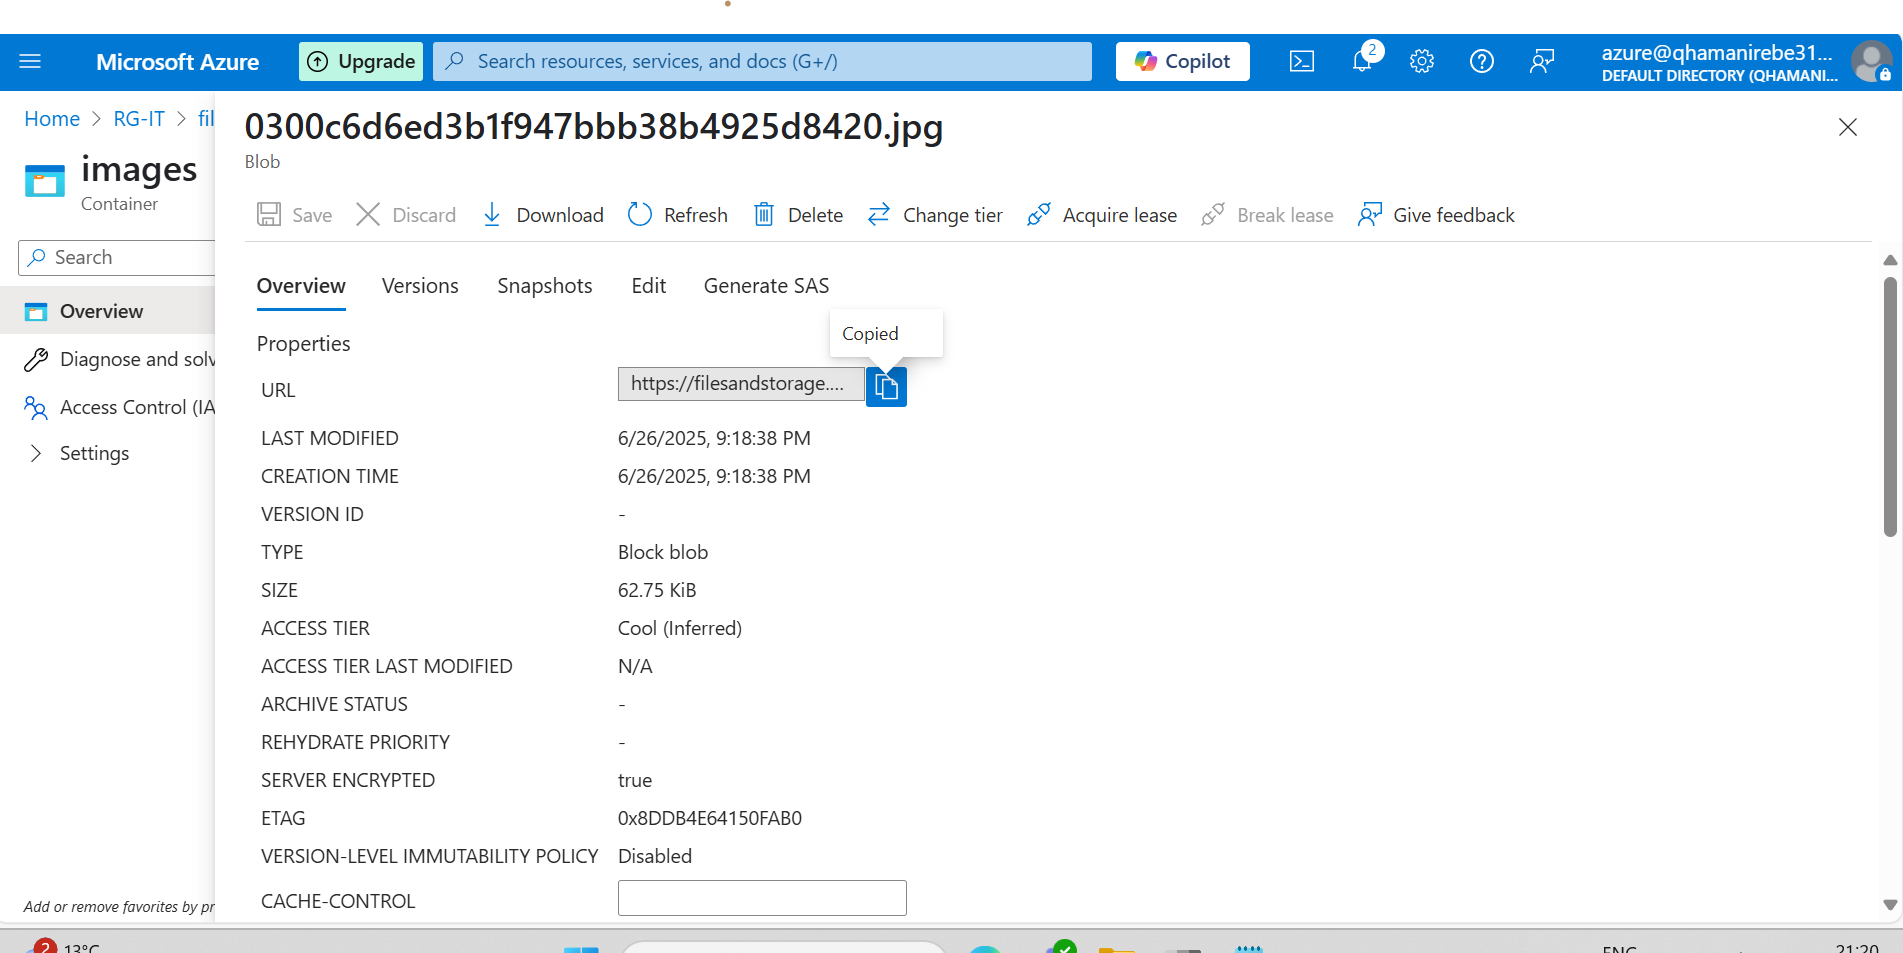 Microsoft Azure
Upgrade
Search resources, services, and docs (G+/)
Copilot
2
azure@qhamanirebe31...
DEFAULT DIRECTORY (QHAMANI...
Home > RG-IT > fil
images
Container
Search
Overview
Diagnose and solv
Access Control (IA
Settings
Add or remove favorites by pr
0300c6d6ed3b1f947bbb38b4925d8420.jpg
Blob
Save Discard Download Refresh Delete Change tier Acquire lease Break lease Give feedback
Overview Versions Snapshots Edit Generate SAS
Copied
Properties
URL https://filesandstorage....
LAST MODIFIED 6/26/2025, 9:18:38 PM
CREATION TIME 6/26/2025, 9:18:38 PM
VERSION ID -
TYPE Block blob
SIZE 62.75 KiB
ACCESS TIER Cool (Inferred)
ACCESS TIER LAST MODIFIED N/A
ARCHIVE STATUS -
REHYDRATE PRIORITY -
SERVER ENCRYPTED true
ETAG 0x8DDB4E64150FAB0
VERSION-LEVEL IMMUTABILITY POLICY Disabled
CACHE-CONTROL
2 13°C
ENG
21:20